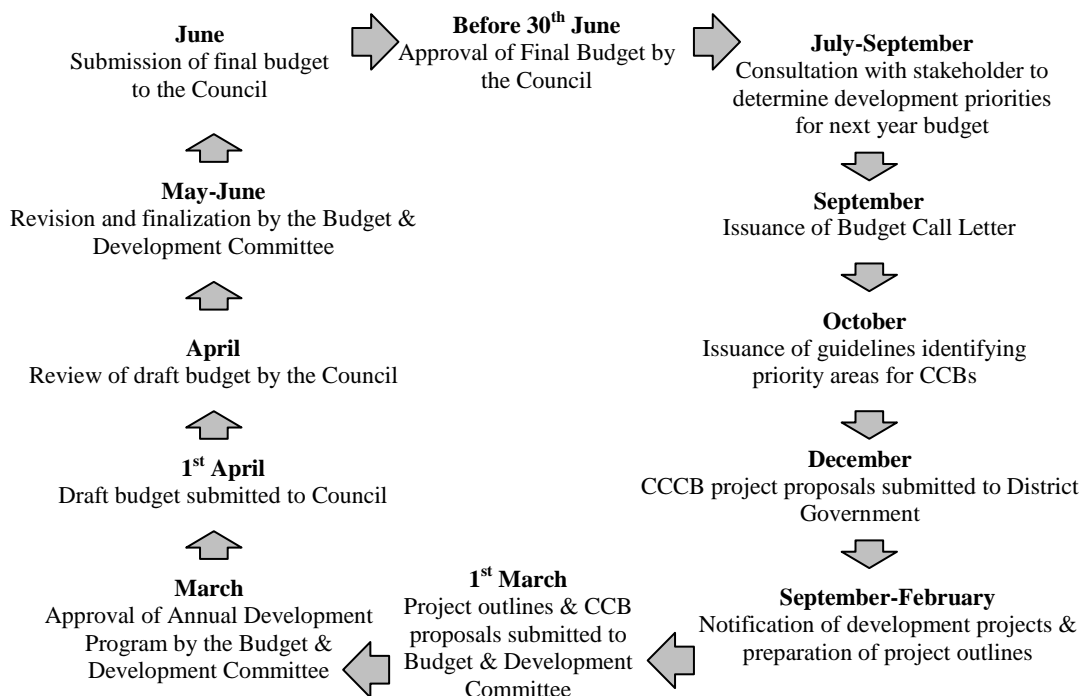 June
Submission of final budget
to the Council
Before 30th June
Approval of Final Budget by
the Council
July-September
Consultation with stakeholder to
determine development priorities
for next year budget
September
Issuance of Budget Call Letter
October
Issuance of guidelines identifying
priority areas for CCBs
December
CCCB project proposals submitted to District
Government
September-February
Notification of development projects &
preparation of project outlines
1st March
Project outlines & CCB
proposals submitted to
Budget & Development
Committee
March
Approval of Annual Development
Program by the Budget &
Development Committee
1st April
Draft budget submitted to Council
April
Review of draft budget by the Council
May-June
Revision and finalization by the Budget &
Development Committee